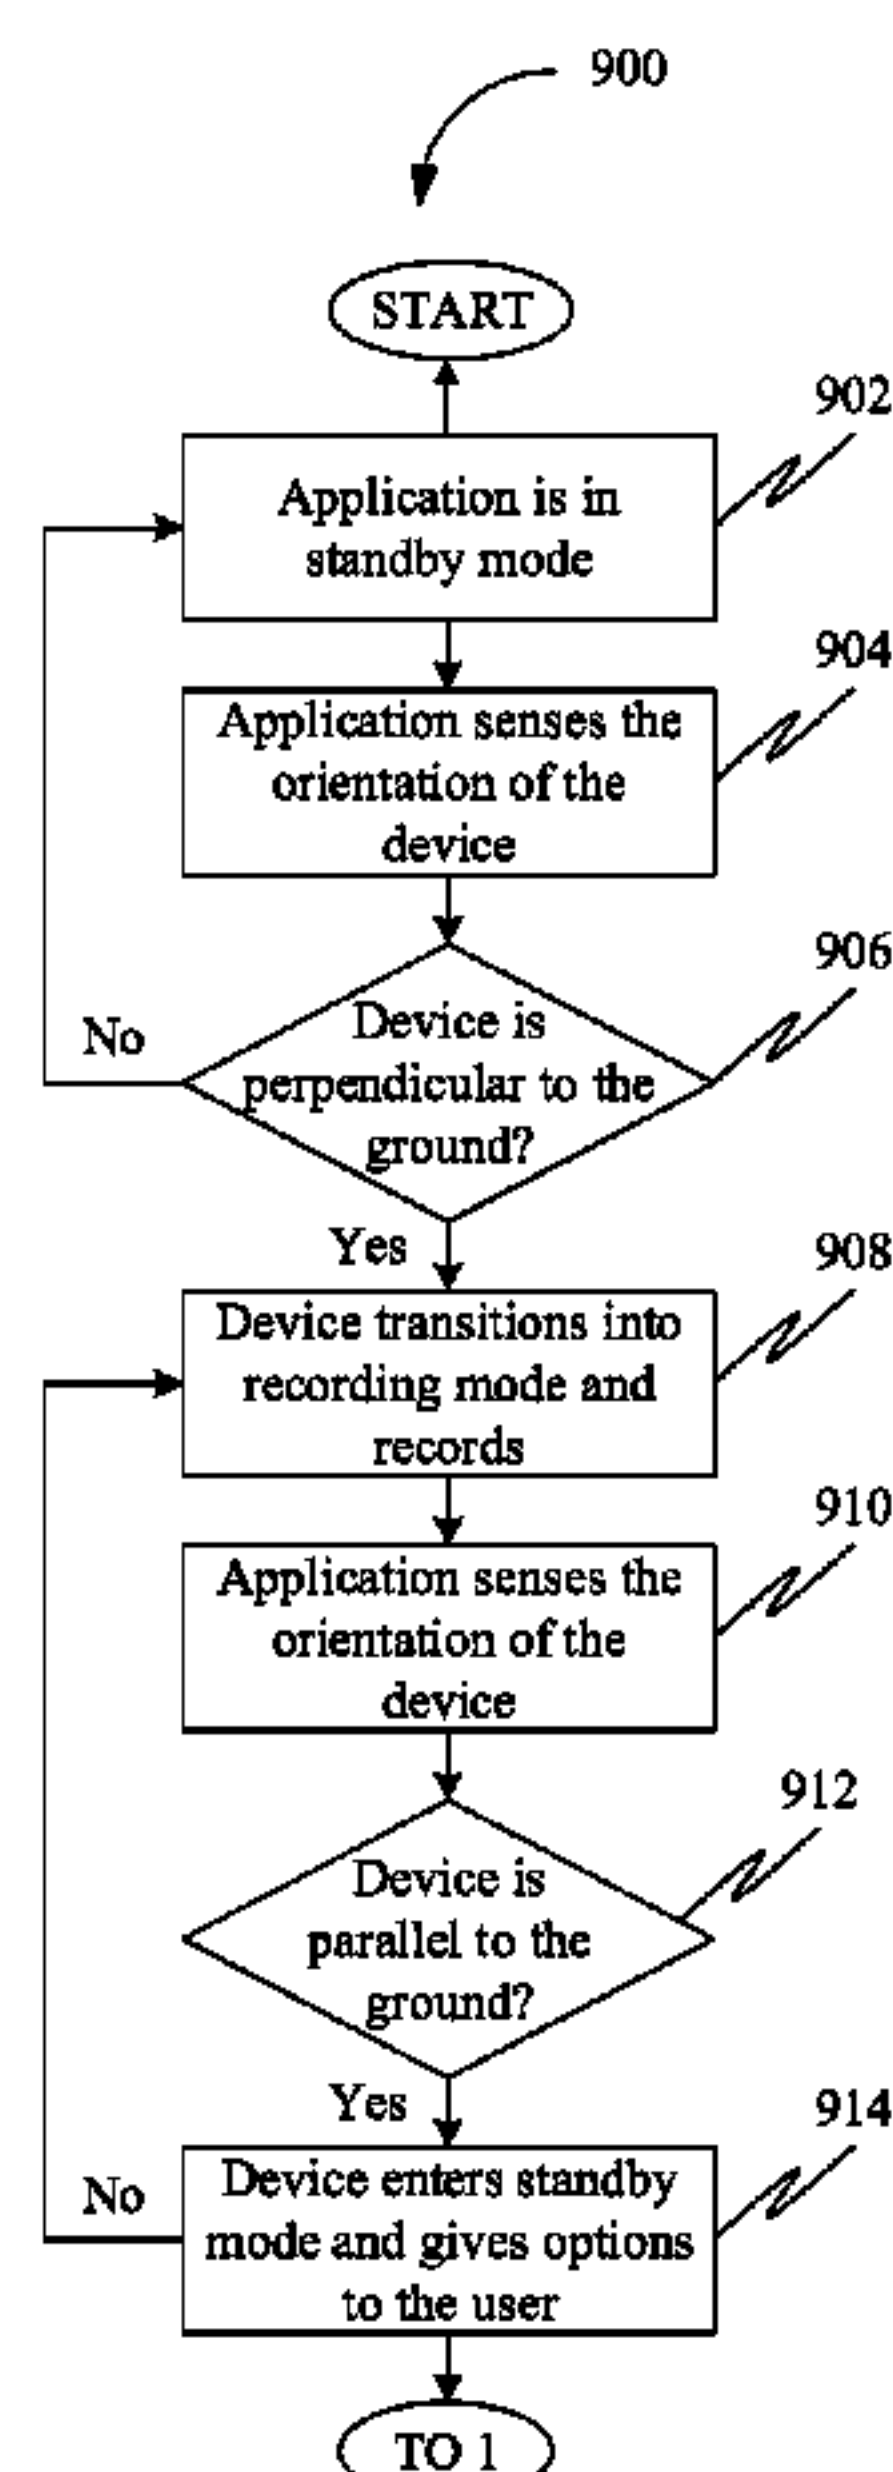 900
START
902
Application is in
standby mode
904
Application senses the
orientation of the
device
906
Device is
perpendicular to the
ground?
No
Yes
908
Device transitions into
recording mode and
records
910
Application senses the
orientation of the
device
912
Device is
parallel to the
ground?
Yes
914
No
Device enters standby
mode and gives options
to the user
TO 1